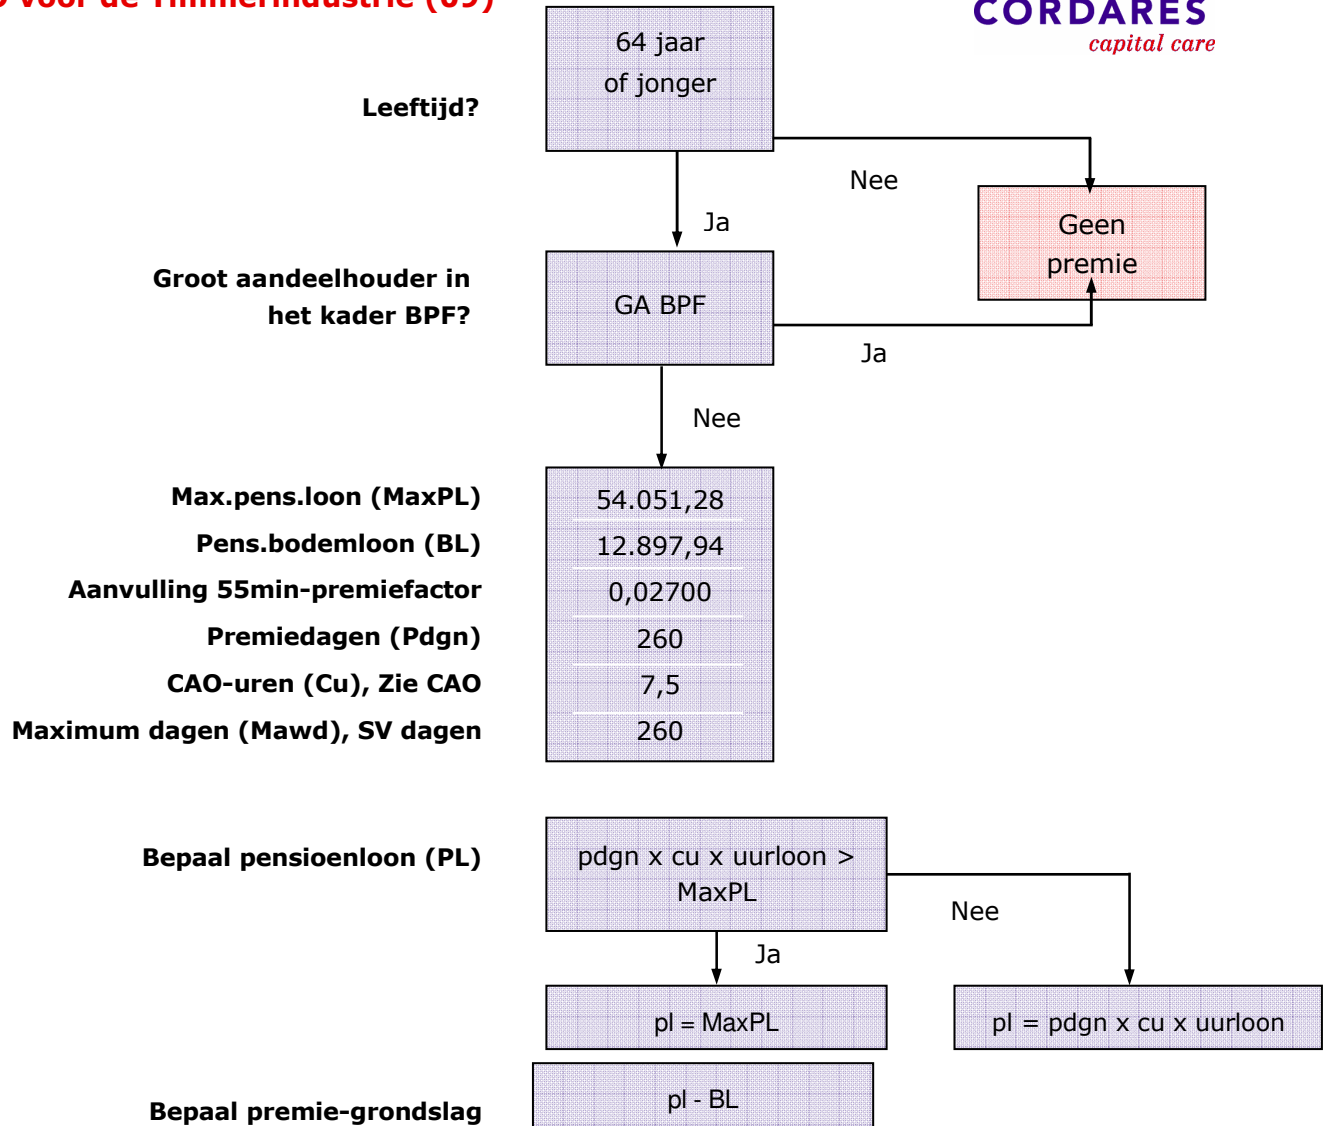 voor de Timmerindustrie (69)
CORDARES
capital care
64 jaar
of jonger
Leeftijd?
Nee
Ja
Geen
premie
Groot aandeelhouder in
het kader BPF?
GA BPF
Ja
Nee
Max.pens.loon (MaxPL) 54.051,28
Pens.bodemloon (BL) 12.897,94
Aanvulling 55min-premiefactor 0,02700
Premiedagen (Pdgn) 260
CAO-uren (Cu), Zie CAO 7,5
Maximum dagen (Mawd), SV dagen 260
Bepaal pensioenloon (PL)
pdgn x cu x uurloon >
MaxPL
Nee
Ja
pl = MaxPL
pl = pdgn x cu x uurloon
pl - BL
Bepaal premie-grondslag